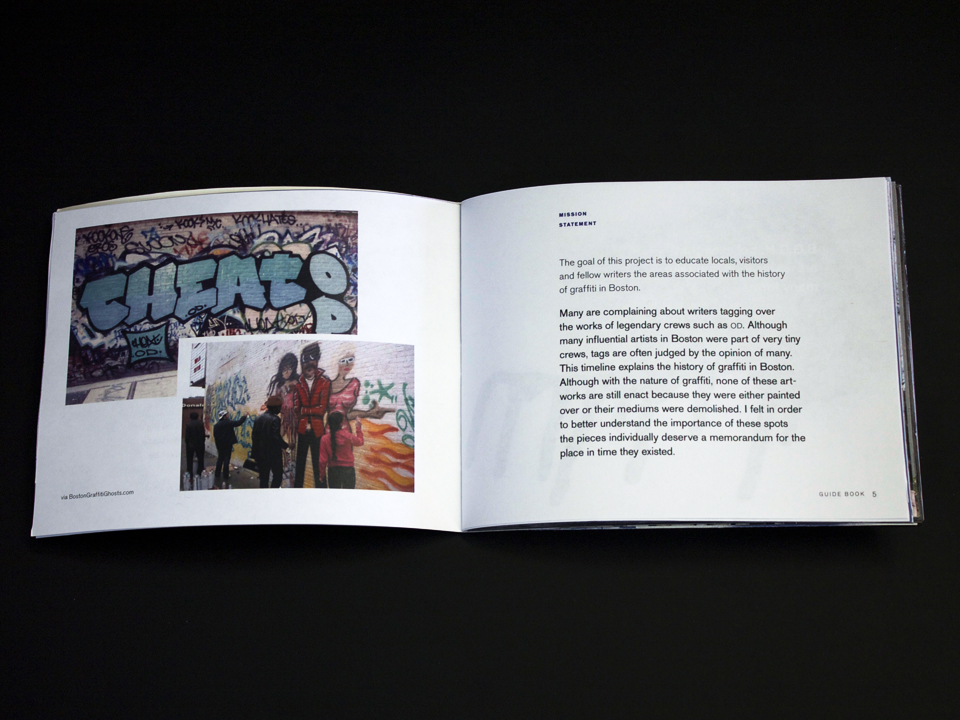 CHEAT
OD
via BostonGraffitiGhosts.com
MISSION
STATEMENT
The goal of this project is to educate locals, visitors
and fellow writers the areas associated with the history
of graffiti in Boston.
Many are complaining about writers tagging over
the works of legendary crews such as OD. Although
many influential artists in Boston were part of very tiny
crews, tags are often judged by the opinion of many.
This timeline explains the history of graffiti in Boston.
Although with the nature of graffiti, none of these art-
works are still enact because they were either painted
over or their mediums were demolished. I felt in order
to better understand the importance of these spots
the pieces individually deserve a memorandum for the
place in time they existed.
GUIDE BOOK 5